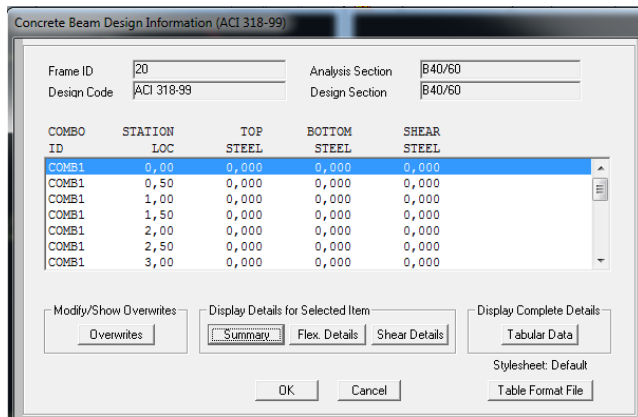 Concrete Beam Design Information (ACI 318-99)
Frame ID 20 Analysis Section B40/60
Design Code ACI 318-99 Design Section B40/60
COMBO STATION TOP BOTTOM SHEAR
ID LOC STEEL STEEL STEEL
COMB1 0,00 0,000 0,000 0,000
COMB1 0,50 0,000 0,000 0,000
COMB1 1,00 0,000 0,000 0,000
COMB1 1,50 0,000 0,000 0,000
COMB1 2,00 0,000 0,000 0,000
COMB1 2,50 0,000 0,000 0,000
COMB1 3,00 0,000 0,000 0,000
Modify/Show Overwrites Display Details for Selected Item Display Complete Details
Overwrites Summary Flex. Details Shear Details Tabular Data
Stylesheet: Default
OK Cancel Table Format File